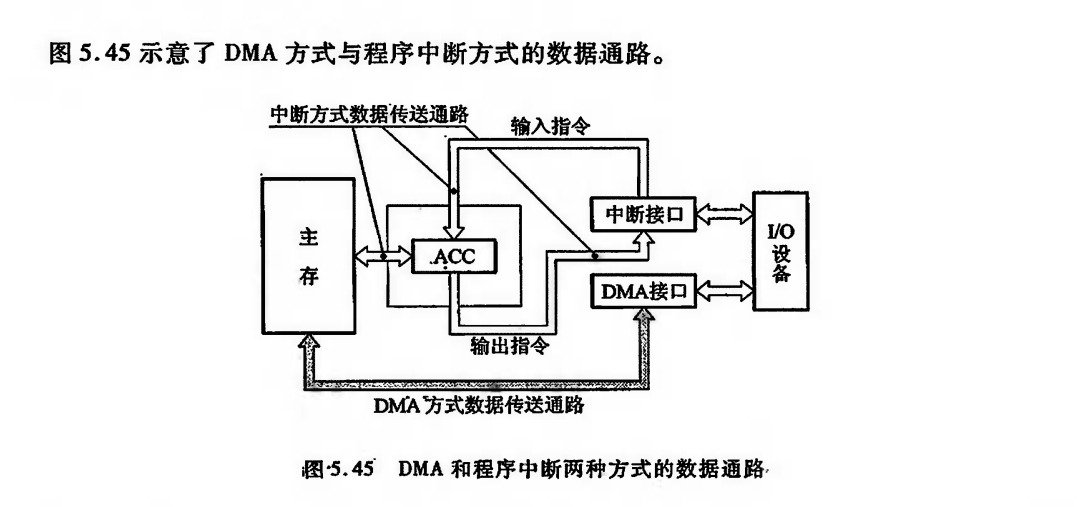 图 5.45 示意了 DMA 方式与程序中断方式的数据通路。
中断方式数据传送通路
输入指令
主存
ACC
中断接口
I/O设备
DMA接口
输出指令
DMA方式数据传送通路
图 5.45 DMA 和程序中断两种方式的数据通路